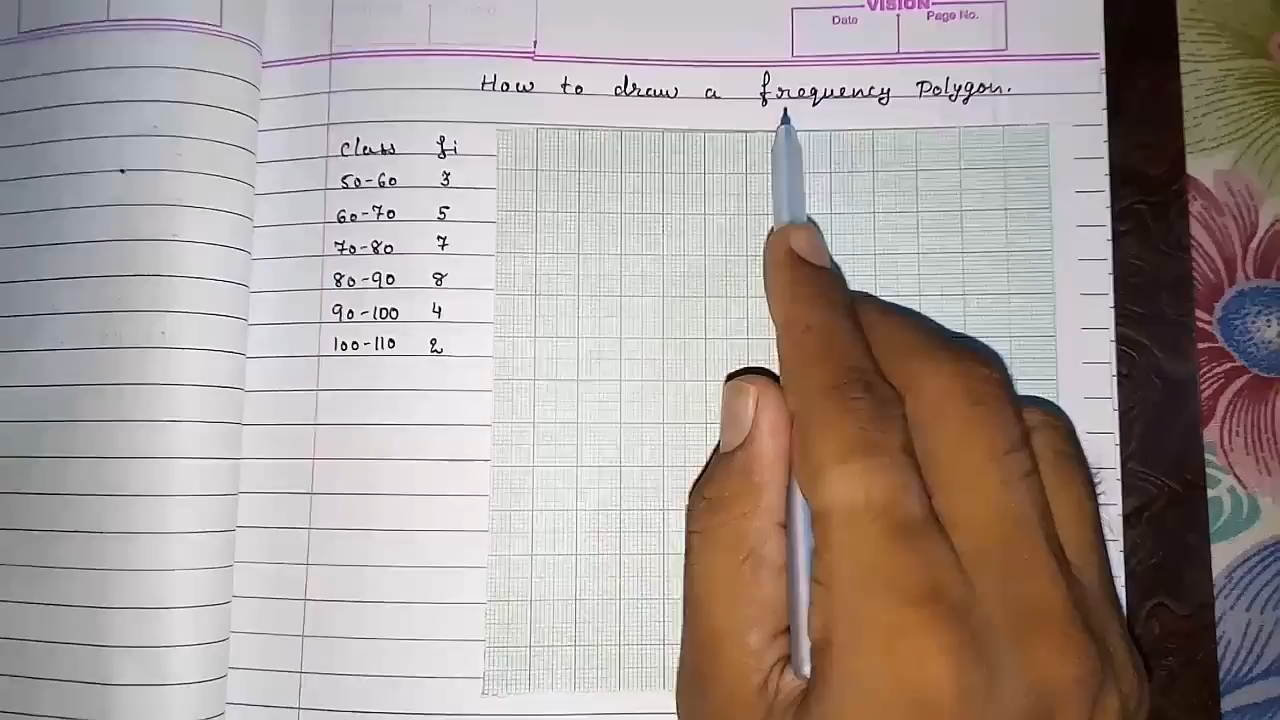 VISION
Date Page No.
How to draw a frequency Polygon.
class fi
50-60 3
60-70 5
70-80 7
80-90 8
90-100 4
100-110 2